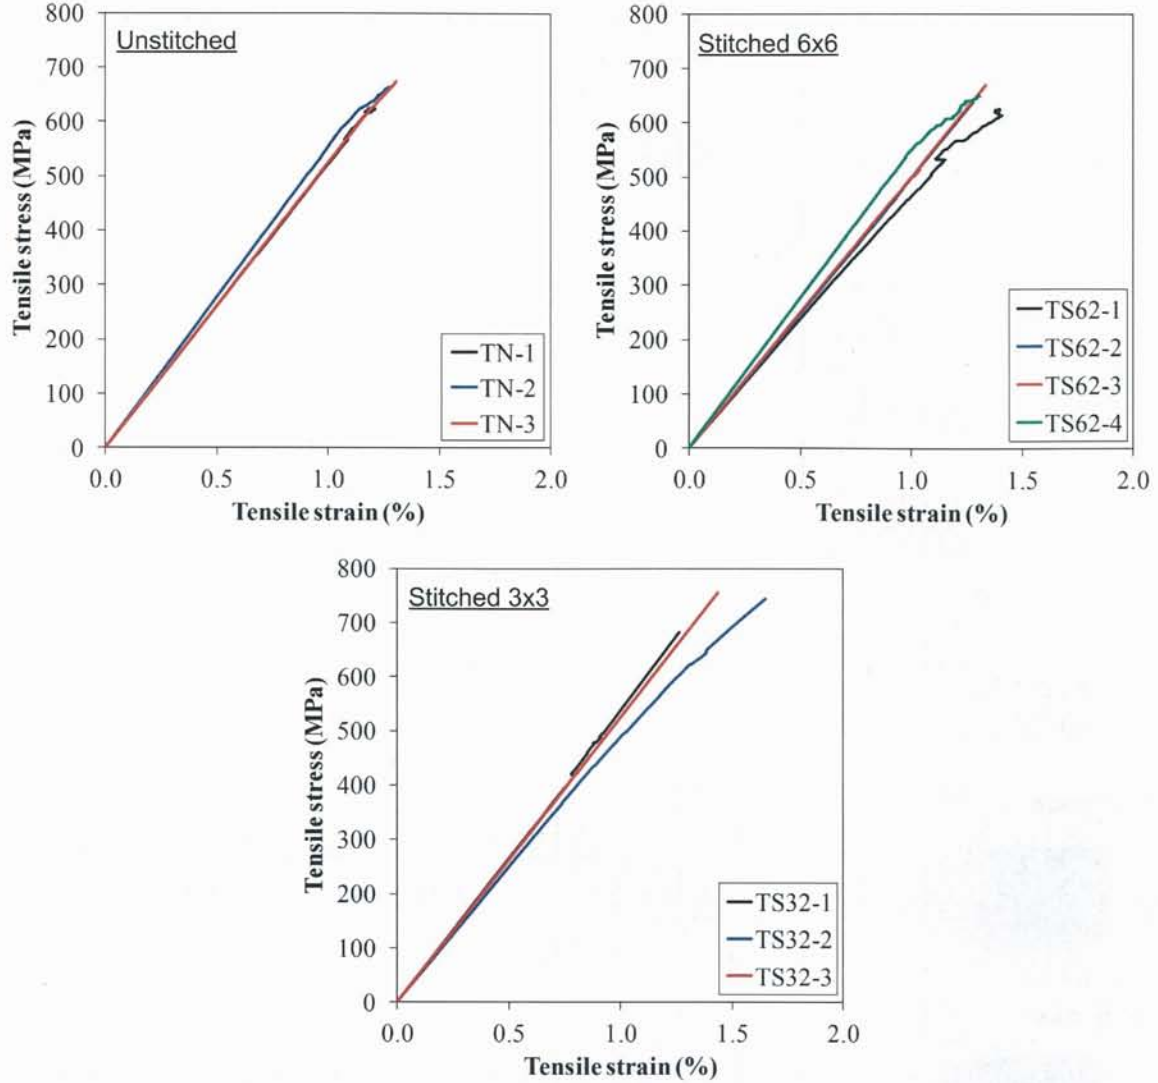 Unstitched
Tensile stress (MPa)
800
700
600
500
400
300
200
100
0
0.0 0.5 1.0 1.5 2.0
Tensile strain (%)
TN-1
TN-2
TN-3
Stitched 6x6
Tensile stress (MPa)
800
700
600
500
400
300
200
100
0
0.0 0.5 1.0 1.5 2.0
Tensile strain (%)
TS62-1
TS62-2
TS62-3
TS62-4
Stitched 3x3
Tensile stress (MPa)
800
700
600
500
400
300
200
100
0
0.0 0.5 1.0 1.5 2.0
Tensile strain (%)
TS32-1
TS32-2
TS32-3